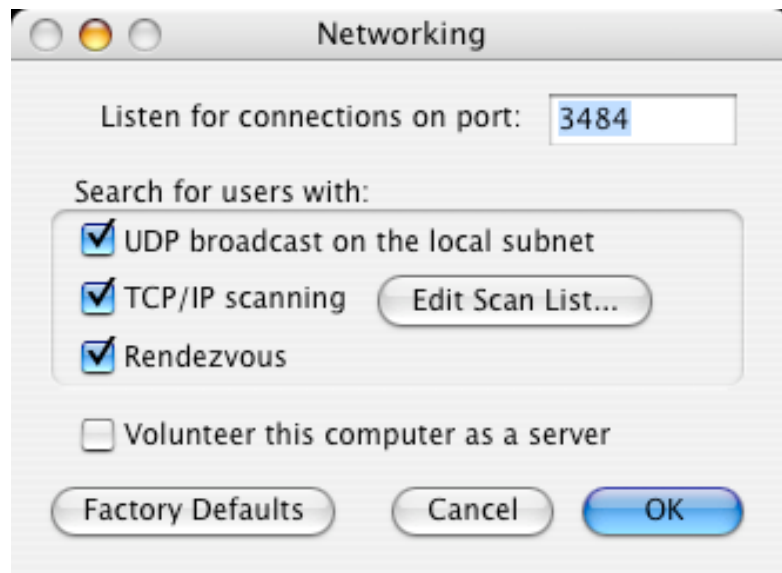 Networking
Listen for connections on port: 3484
Search for users with:
UDP broadcast on the local subnet
TCP/IP scanning Edit Scan List...
Rendezvous
Volunteer this computer as a server
Factory Defaults Cancel OK